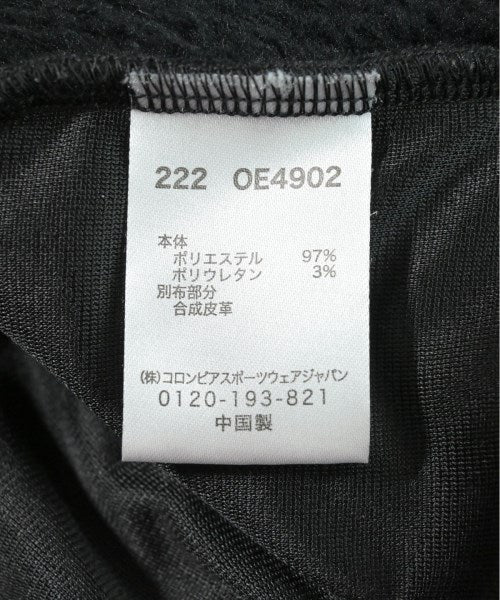 222 OE4902
本体
ポリエステル 97%
ポリウレタン 3%
別布部分
合成皮革
(株)コロンビアスポーツウェアジャパン
0120-193-821
中国製